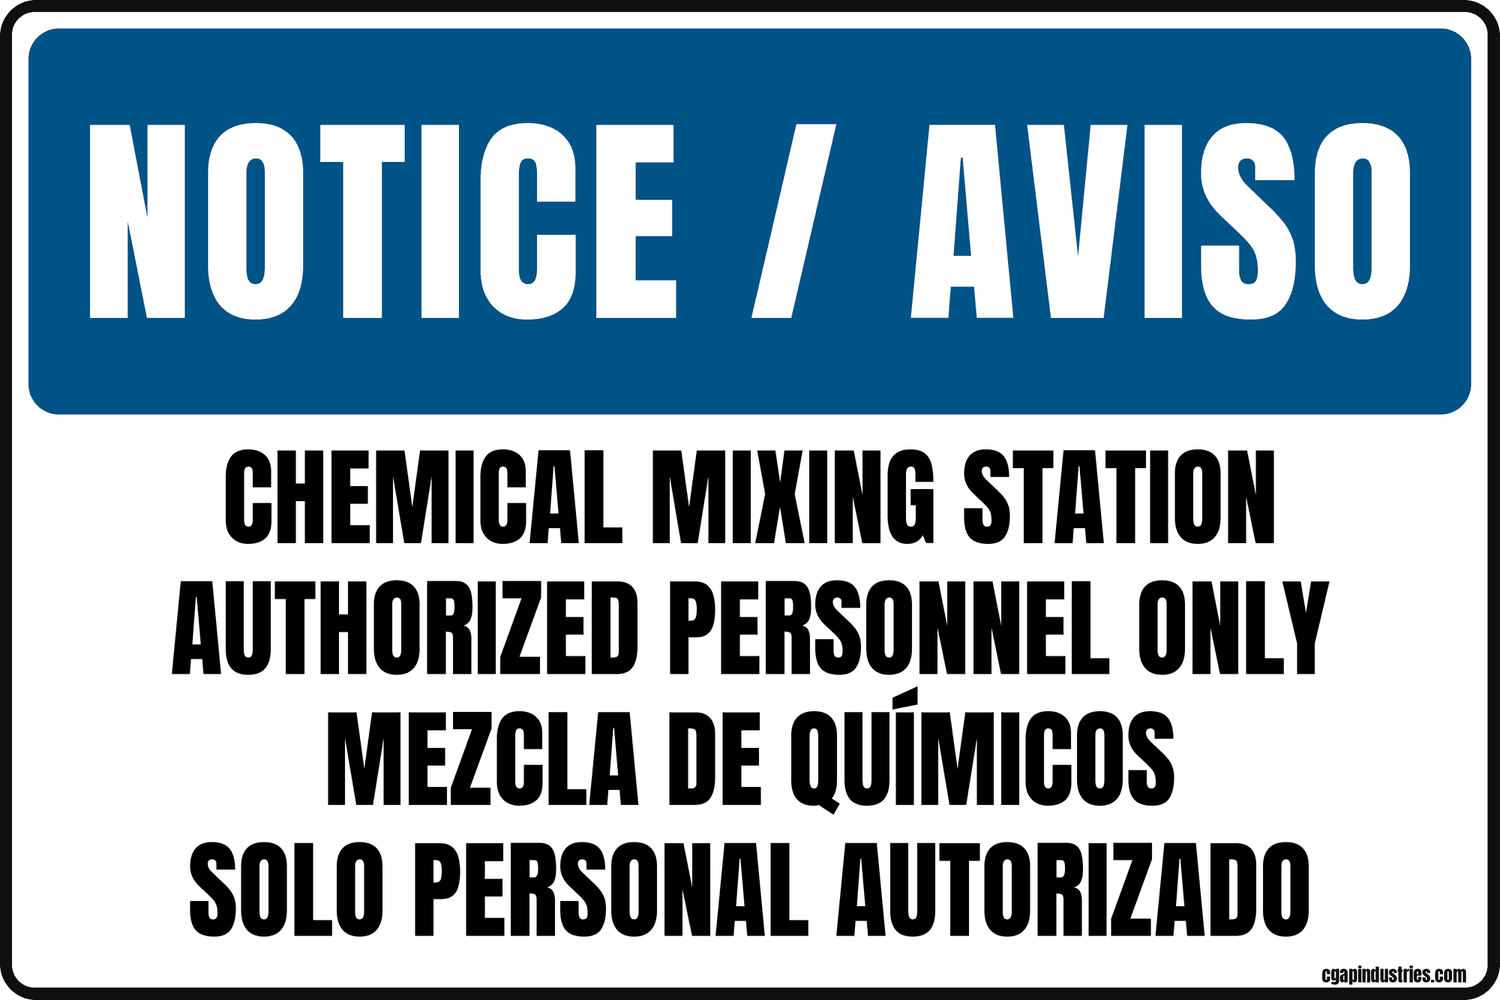 NOTICE / AVISO
CHEMICAL MIXING STATION
AUTHORIZED PERSONNEL ONLY
MEZCLA DE QUÍMICOS
SOLO PERSONAL AUTORIZADO
cgapindustries.com